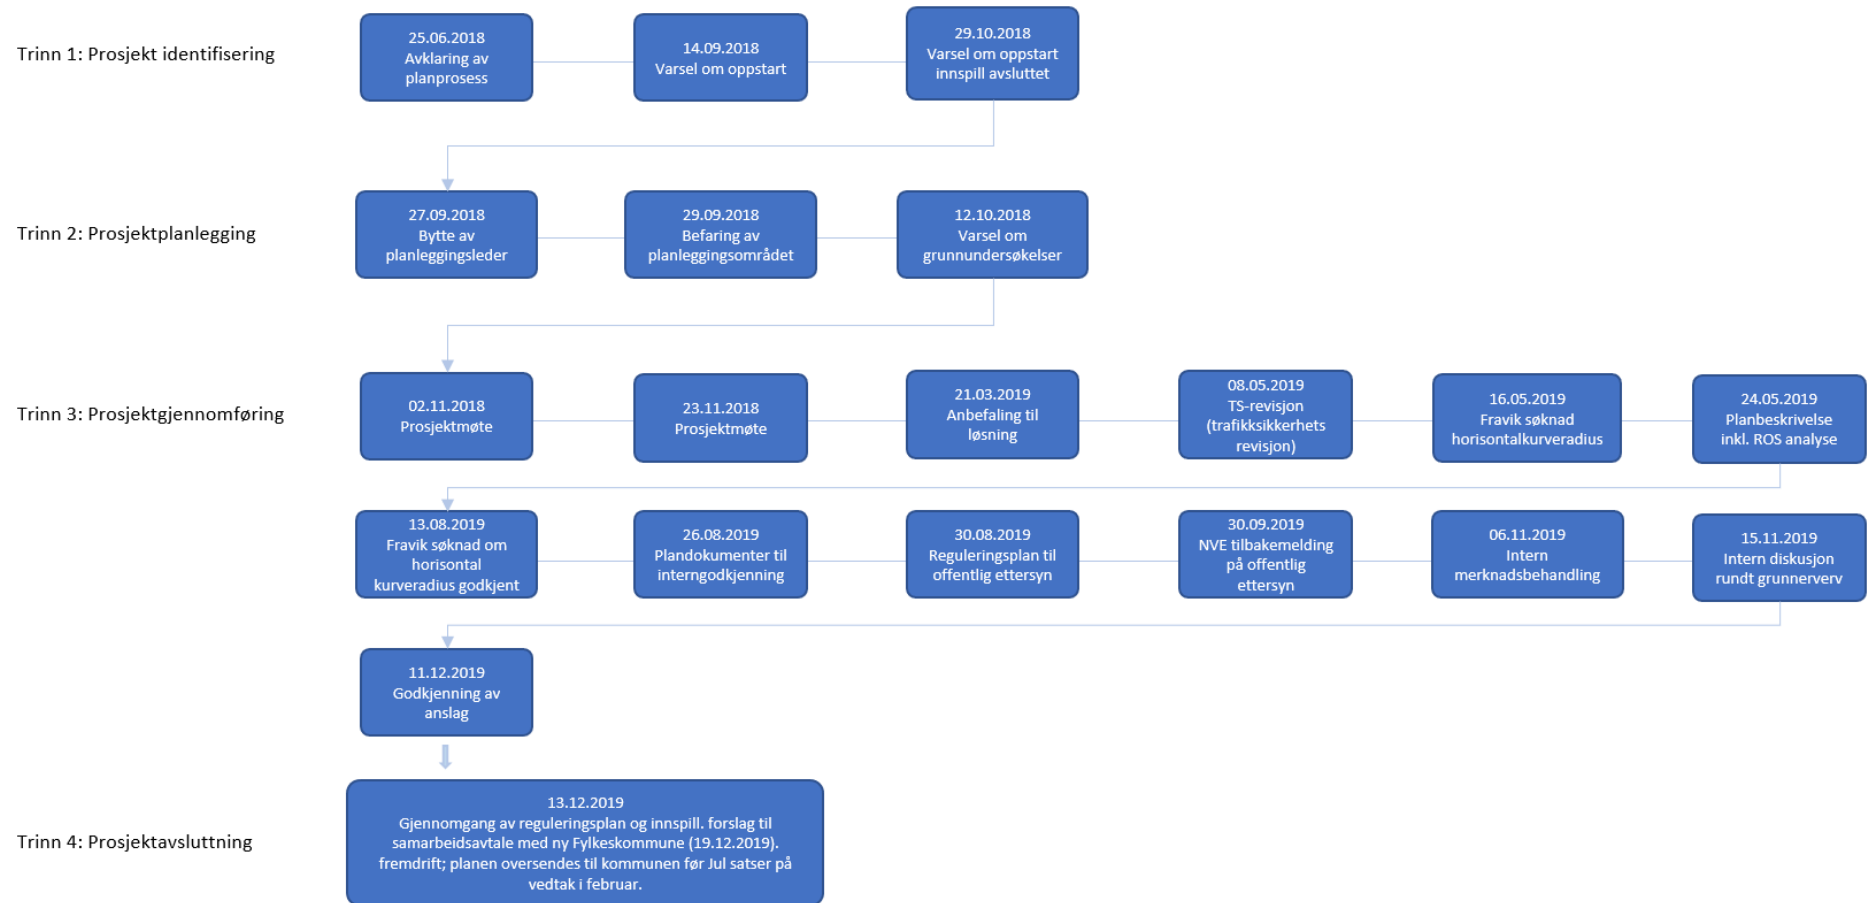 Trinn 1: Prosjekt identifisering
25.06.2018
Avklaring av
planprosess
14.09.2018
Varsel om oppstart
29.10.2018
Varsel om oppstart
innspill avsluttet
Trinn 2: Prosjektplanlegging
27.09.2018
Bytte av
planleggingsleder
29.09.2018
Befaring av
planleggingsområdet
12.10.2018
Varsel om
grunnundersøkelser
Trinn 3: Prosjektgjennomføring
02.11.2018
Prosjektmøte
23.11.2018
Prosjektmøte
21.03.2019
Anbefaling til
løsning
08.05.2019
TS-revisjon
(trafikksikkerhets
revisjon)
16.05.2019
Fravik søknad
horisontalkurveradius
24.05.2019
Planbeskrivelse
inkl. ROS analyse
13.08.2019
Fravik søknad om
horisontal
kurveradius godkjent
26.08.2019
Plandokumenter til
interngodkjenning
30.08.2019
Reguleringsplan til
offentlig ettersyn
30.09.2019
NVE tilbakemelding
på offentlig
ettersyn
06.11.2019
Intern
merknadsbehandling
15.11.2019
Intern diskusjon
rundt grunnerverv
11.12.2019
Godkjenning av
anslag
Trinn 4: Prosjektavsluttning
13.12.2019
Gjennomgang av reguleringsplan og innspill. forslag til
samarbeidsavtale med ny Fylkeskommune (19.12.2019).
fremdrift; planen oversendes til kommunen før Jul satser på
vedtak i februar.